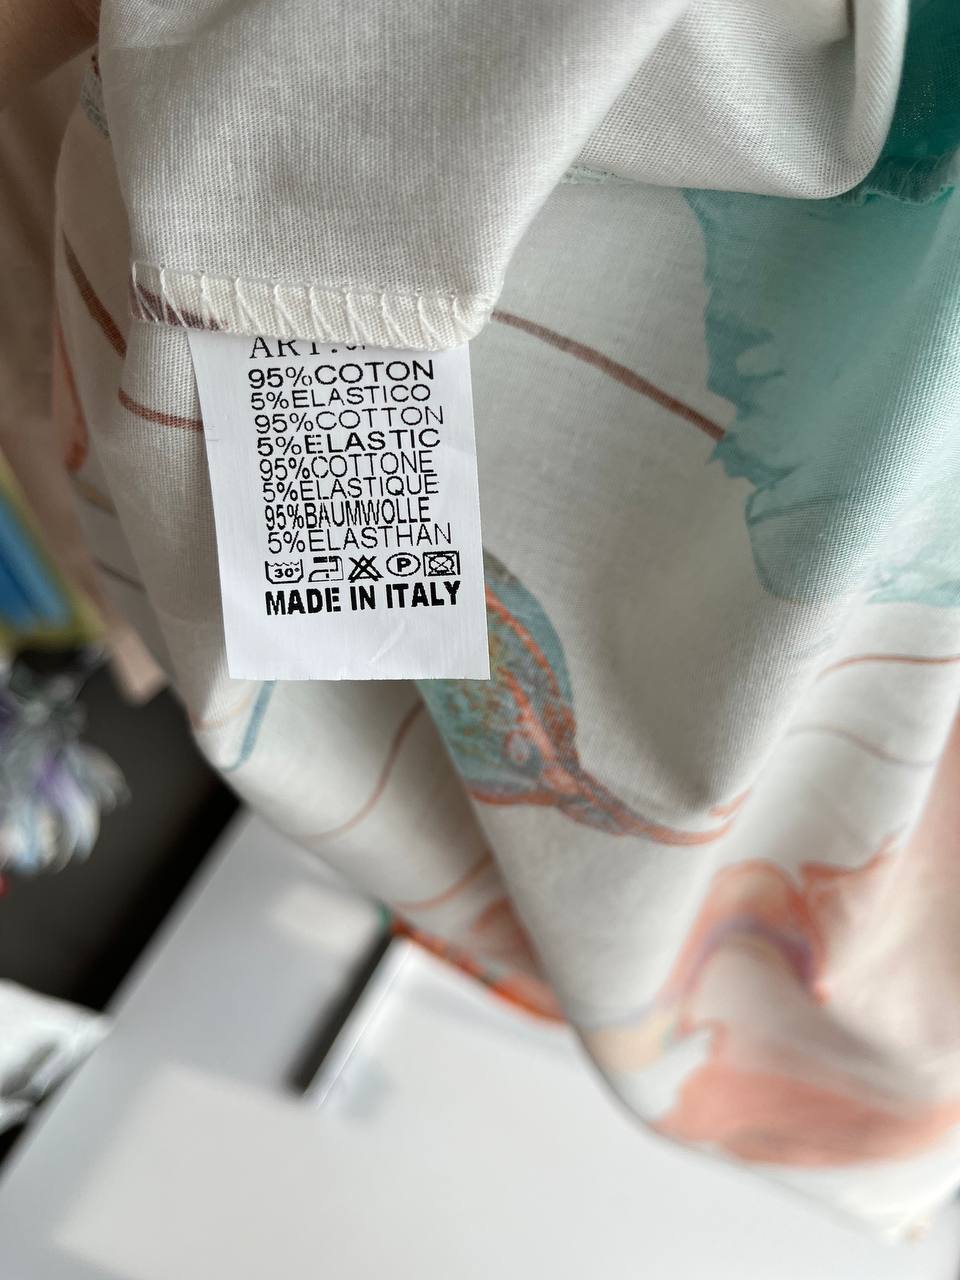 ART.
95%COTON
5%ELASTICO
95%COTTON
5%ELASTIC
95%COTTONE
5%ELASTIQUE
95%BAUMWOLLE
5%ELASTHAN
30° P
MADE IN ITALY